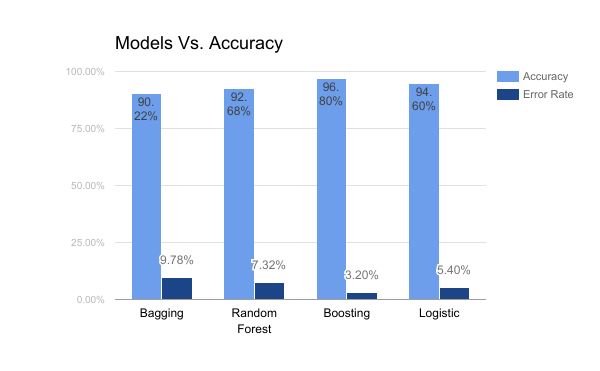 Models Vs. Accuracy
100.00%
75.00%
50.00%
25.00%
0.00%
90.
22%
92.
68%
96.
80%
94.
60%
9.78%
7.32%
3.20%
5.40%
Bagging
Random
Forest
Boosting
Logistic
Accuracy
Error Rate